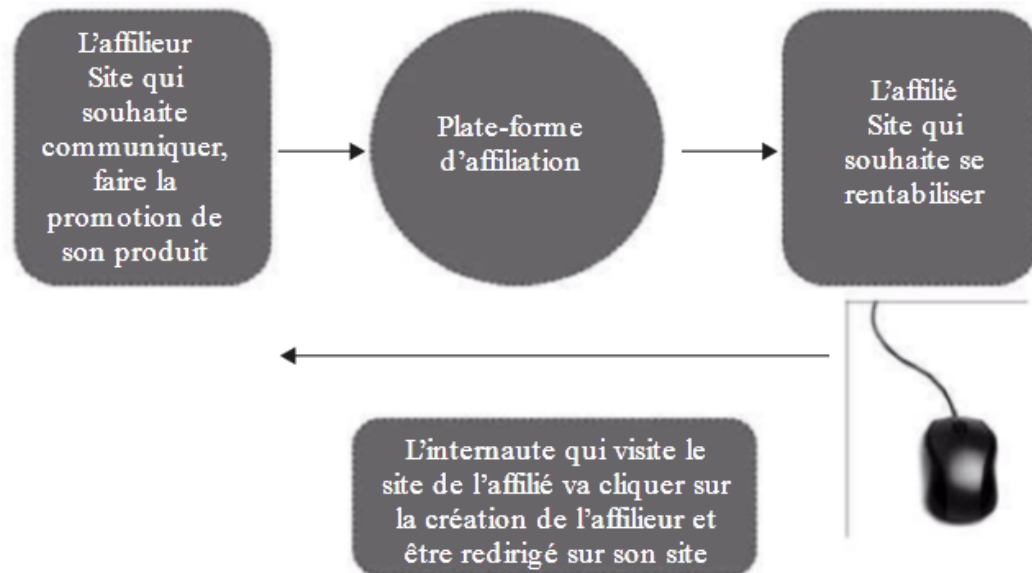 L'affilieur
Site qui
souhaite
communiquer,
faire la
promotion de
son produit
Plate-forme
d'affiliation
L'affilié
Site qui
souhaite se
rentabiliser
L'internaute qui visite le
site de l'affilié va cliquer sur
la création de l'affilieur et
être redirigé sur son site